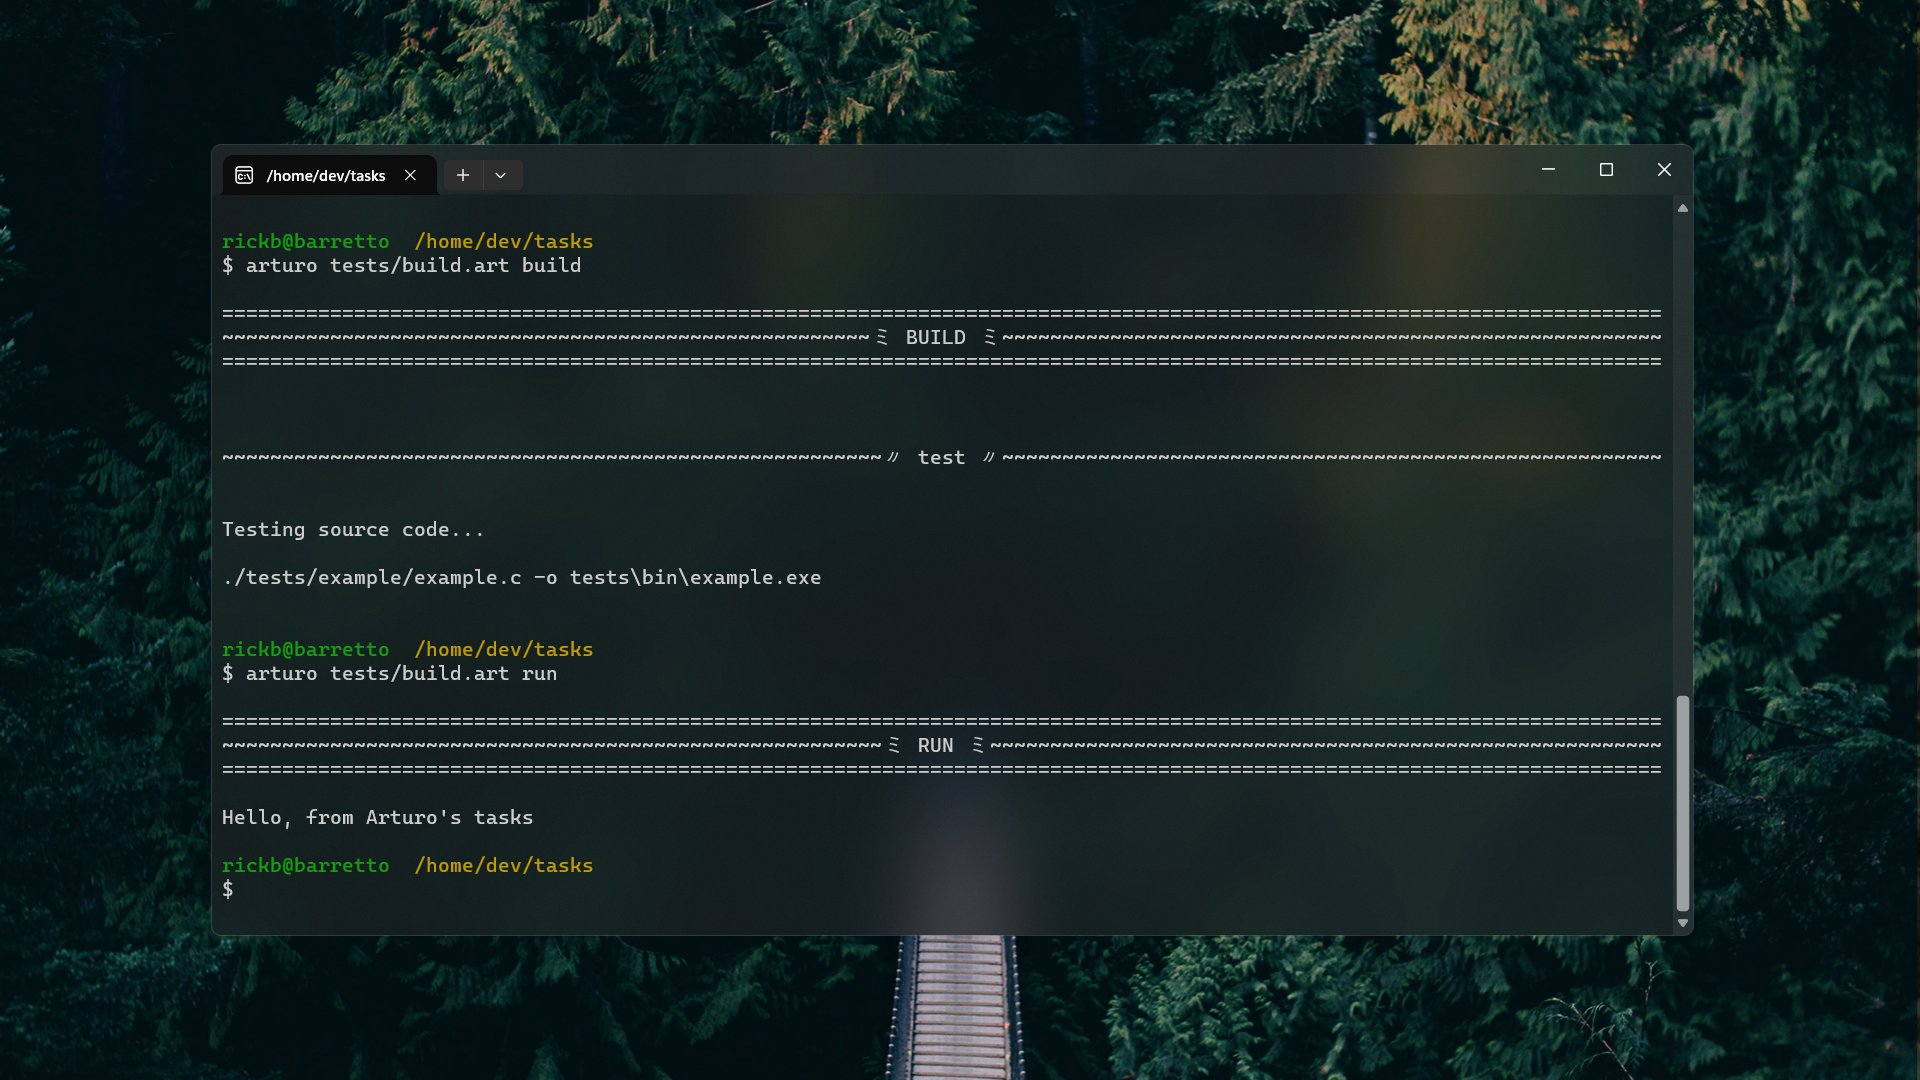 /home/dev/tasks
rickb@barretto  /home/dev/tasks
$ arturo tests/build.art build
========================================================================================================================
~~~~~~~~~~~~~~~~~~~~~~~~~~~~~~~~~~~~~~~~~~~~~~~~~~~~~~⺀ BUILD ⺀~~~~~~~~~~~~~~~~~~~~~~~~~~~~~~~~~~~~~~~~~~~~~~~~~~~~~~~
========================================================================================================================
~~~~~~~~~~~~~~~~~~~~~~~~~~~~~~~~~~~~~~~~~~~~~~~~~~~~~~~〃 test 〃~~~~~~~~~~~~~~~~~~~~~~~~~~~~~~~~~~~~~~~~~~~~~~~~~~~~~~~
Testing source code...
./tests/example/example.c -o tests\bin\example.exe
rickb@barretto  /home/dev/tasks
$ arturo tests/build.art run
========================================================================================================================
~~~~~~~~~~~~~~~~~~~~~~~~~~~~~~~~~~~~~~~~~~~~~~~~~~~~~~~⺀ RUN ⺀~~~~~~~~~~~~~~~~~~~~~~~~~~~~~~~~~~~~~~~~~~~~~~~~~~~~~~~~
========================================================================================================================
Hello, from Arturo's tasks
rickb@barretto  /home/dev/tasks
$